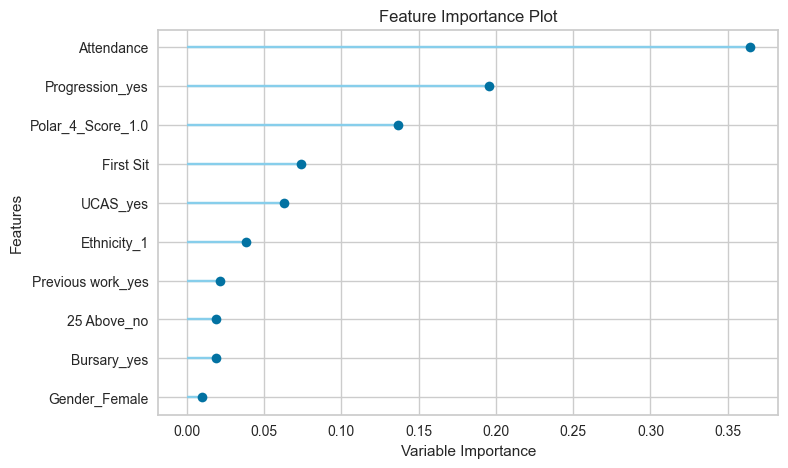 Feature Importance Plot
Features
Attendance
Progression_yes
Polar_4_Score_1.0
First Sit
UCAS_yes
Ethnicity_1
Previous work_yes
25 Above_no
Bursary_yes
Gender_Female
0.00 0.05 0.10 0.15 0.20 0.25 0.30 0.35
Variable Importance